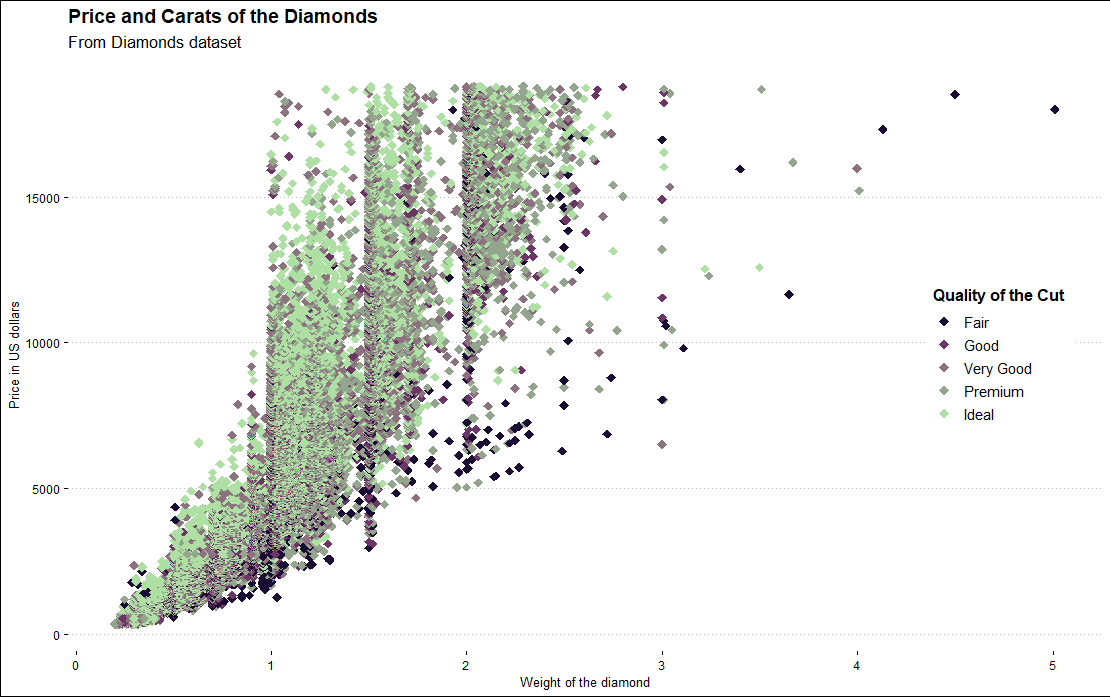 Price and Carats of the Diamonds
From Diamonds dataset
Price in US dollars
15000
10000
5000
0
0 1 2 3 4 5
Weight of the diamond
Quality of the Cut
Fair
Good
Very Good
Premium
Ideal